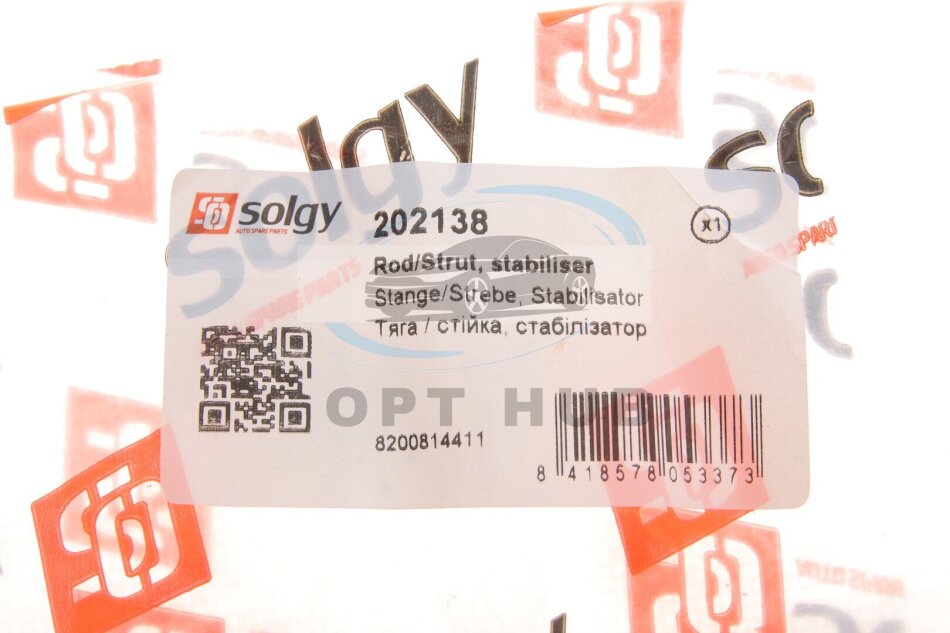 solgy
solgy
AUTO SPARE PARTS
202138
x1
Rod/Strut, stabiliser
Stange/Strebe, Stabilisator
Тяга / стійка, стабілізатор
OPT HUB
8200814411
8 418578 053373